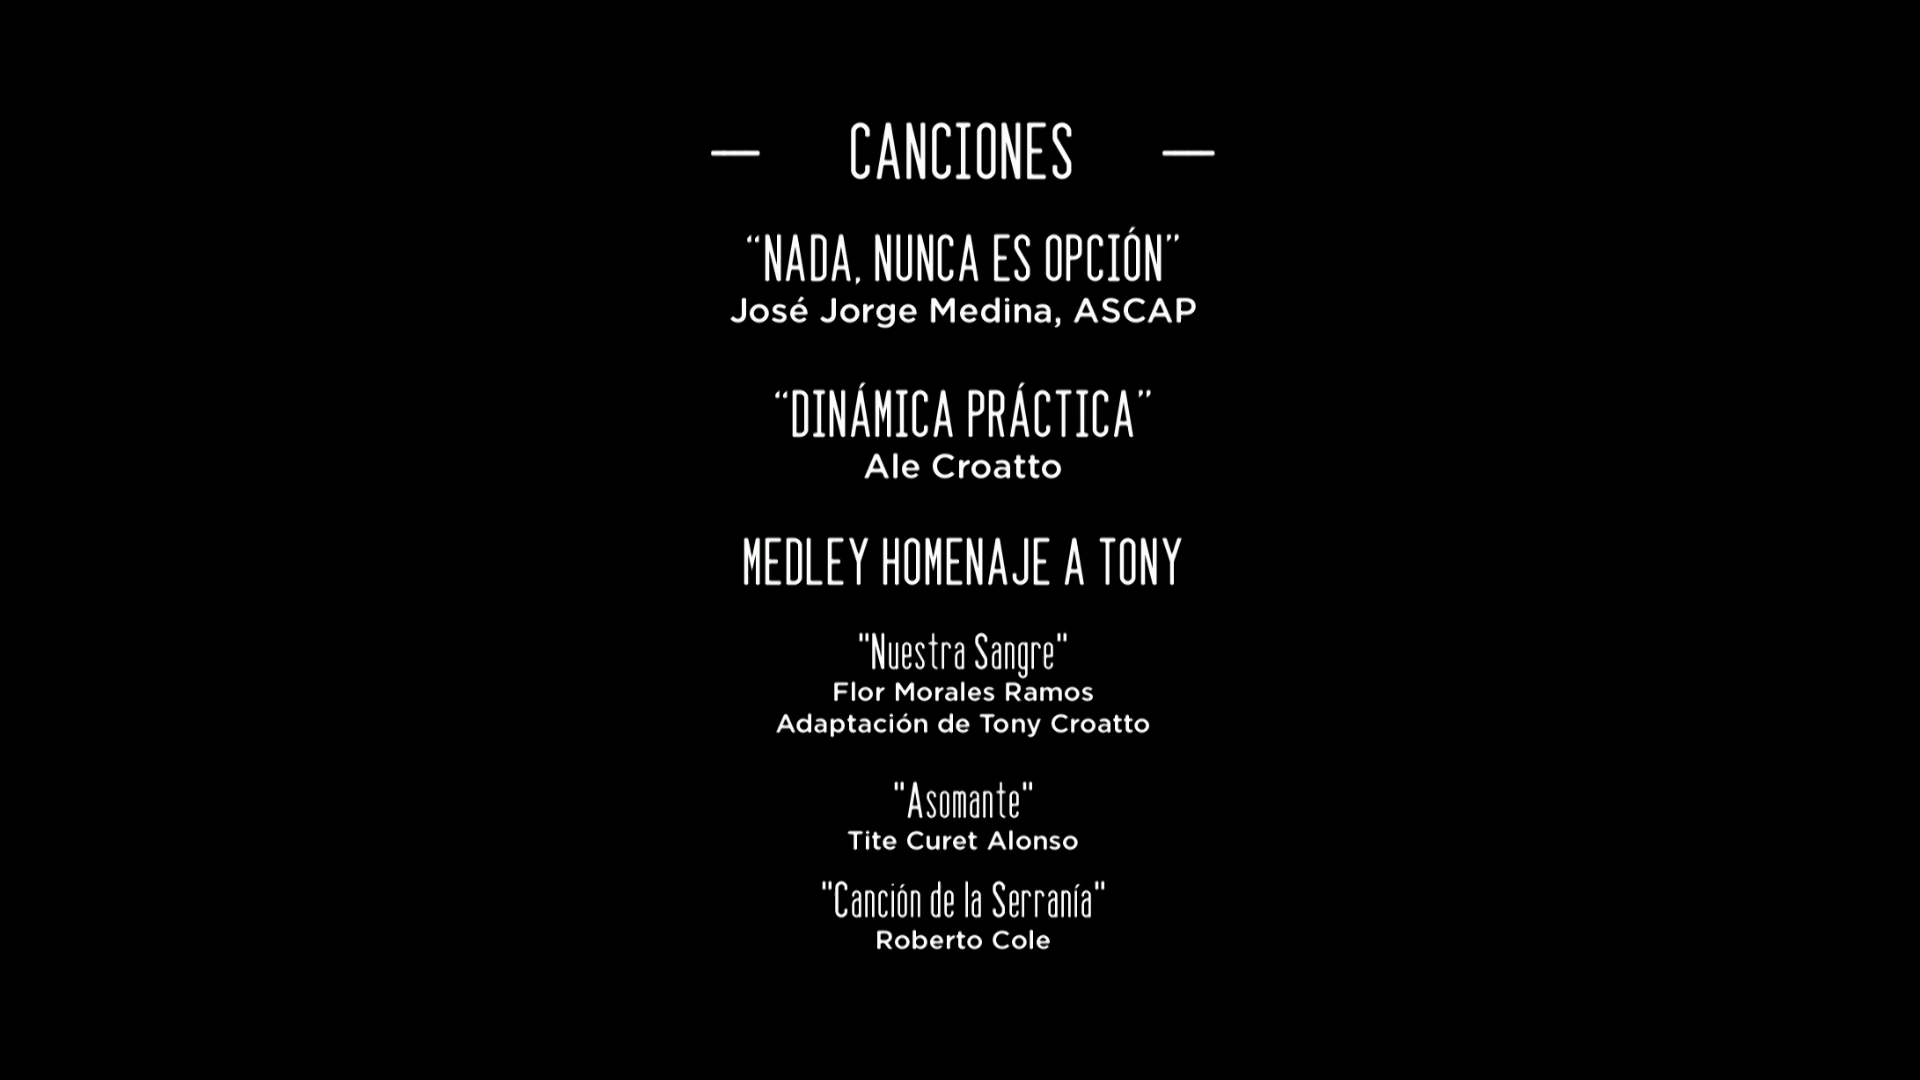 — CANCIONES —
“NADA, NUNCA ES OPCIÓN”
José Jorge Medina, ASCAP
“DINÁMICA PRÁCTICA”
Ale Croatto
MEDLEY HOMENAJE A TONY
"Nuestra Sangre"
Flor Morales Ramos
Adaptación de Tony Croatto
"Asomante"
Tite Curet Alonso
"Canción de la Serranía"
Roberto Cole